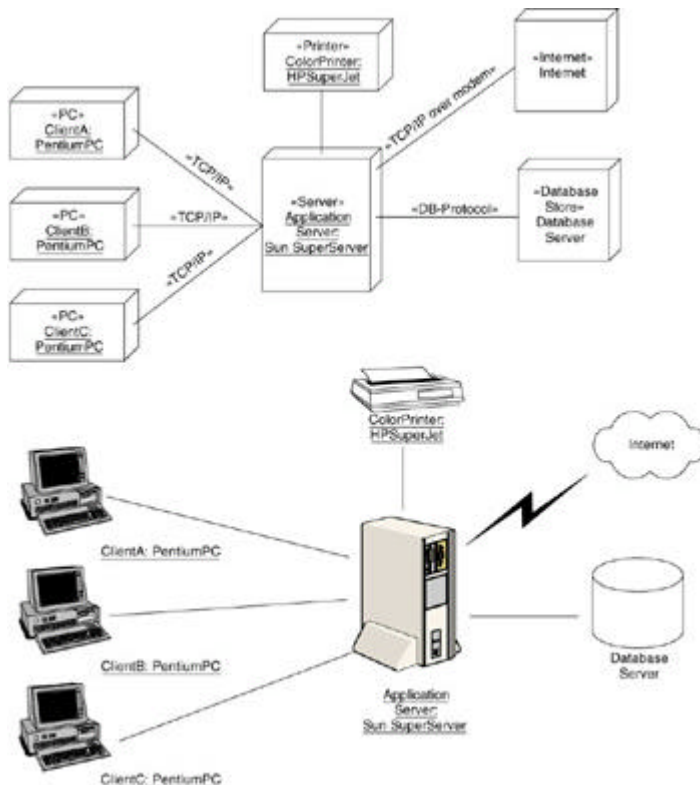 «Printer»
ColorPrinter:
HPSuperJet
«Internet»
Internet
«PC»
ClientA:
PentiumPC
«TCP/IP»
«TCP/IP over modem»
«PC»
ClientB:
PentiumPC
«TCP/IP»
«Server»
Application
Server:
Sun SuperServer
«DB-Protocol»
«Database
Store»
Database
Server
«PC»
ClientC:
PentiumPC
«TCP/IP»
ColorPrinter:
HPSuperJet
Internet
ClientA: PentiumPC
ClientB: PentiumPC
Database
Server
Application
Server:
Sun SuperServer
ClientC: PentiumPC